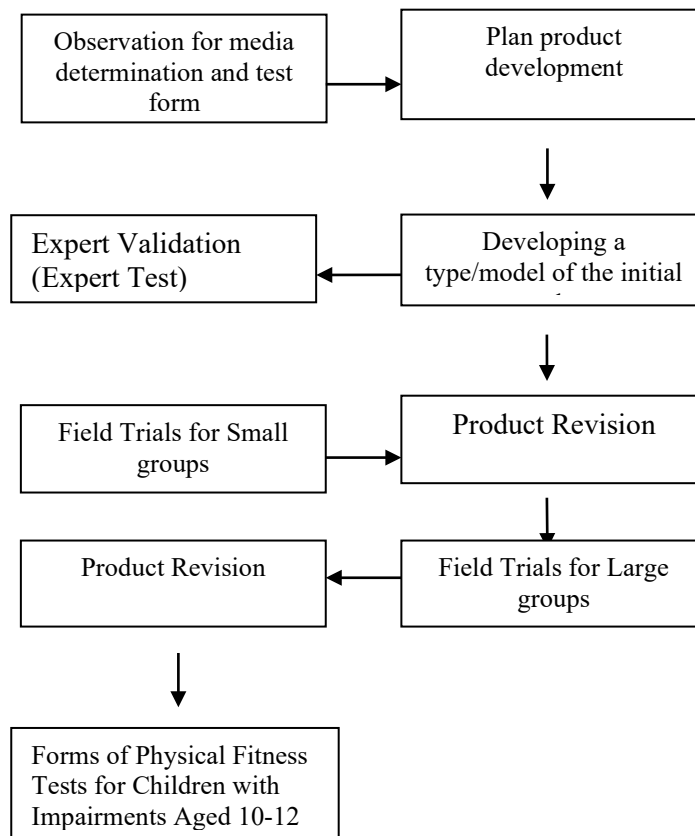 Observation for media
determination and test
form
Plan product
development
Expert Validation
(Expert Test)
Developing a
type/model of the initial
Field Trials for Small
groups
Product Revision
Product Revision
Field Trials for Large
groups
Forms of Physical Fitness
Tests for Children with
Impairments Aged 10-12